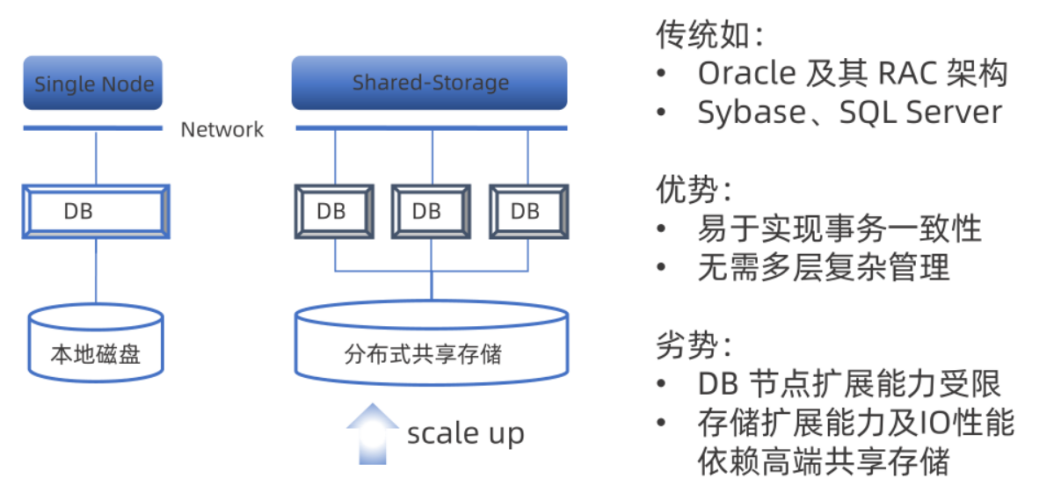 Single Node
Shared-Storage
Network
DB
DB
DB
DB
本地磁盘
分布式共享存储
scale up
传统如：
• Oracle 及其 RAC 架构
• Sybase、SQL Server
优势：
• 易于实现事务一致性
• 无需多层复杂管理
劣势：
• DB 节点扩展能力受限
• 存储扩展能力及IO性能
依赖高端共享存储